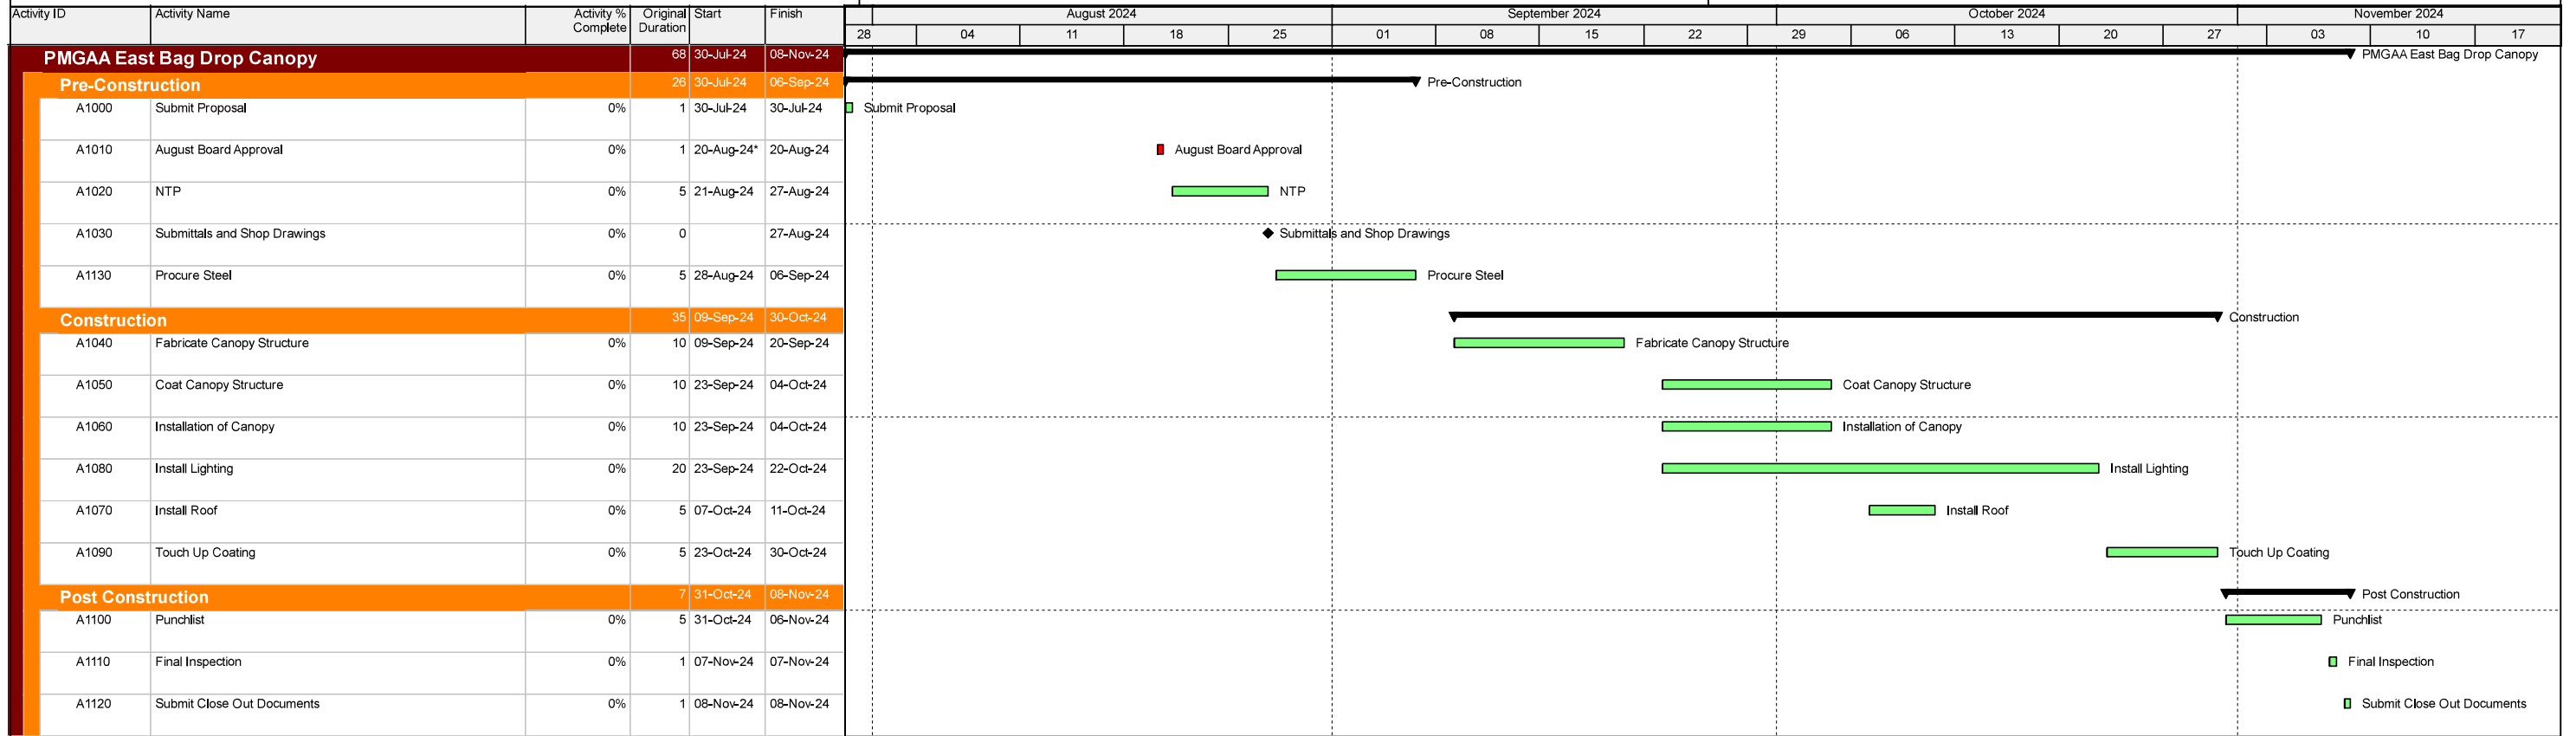 Activity ID Activity Name Activity % Complete Original Duration Start Finish August 2024 September 2024 October 2024 November 2024
28 04 11 18 25 01 08 15 22 29 06 13 20 27 03 10 17
PMGAA East Bag Drop Canopy 68 30-Jul-24 08-Nov-24 PMGAA East Bag Drop Canopy
Pre-Construction 26 30-Jul-24 06-Sep-24 Pre-Construction
A1000 Submit Proposal 0% 1 30-Jul-24 30-Jul-24 Submit Proposal
A1010 August Board Approval 0% 1 20-Aug-24* 20-Aug-24 August Board Approval
A1020 NTP 0% 5 21-Aug-24 27-Aug-24 NTP
A1030 Submittals and Shop Drawings 0% 0 27-Aug-24 Submittals and Shop Drawings
A1130 Procure Steel 0% 5 28-Aug-24 06-Sep-24 Procure Steel
Construction 35 09-Sep-24 30-Oct-24 Construction
A1040 Fabricate Canopy Structure 0% 10 09-Sep-24 20-Sep-24 Fabricate Canopy Structure
A1050 Coat Canopy Structure 0% 10 23-Sep-24 04-Oct-24 Coat Canopy Structure
A1060 Installation of Canopy 0% 10 23-Sep-24 04-Oct-24 Installation of Canopy
A1080 Install Lighting 0% 20 23-Sep-24 22-Oct-24 Install Lighting
A1070 Install Roof 0% 5 07-Oct-24 11-Oct-24 Install Roof
A1090 Touch Up Coating 0% 5 23-Oct-24 30-Oct-24 Touch Up Coating
Post Construction 7 31-Oct-24 08-Nov-24 Post Construction
A1100 Punchlist 0% 5 31-Oct-24 06-Nov-24 Punchlist
A1110 Final Inspection 0% 1 07-Nov-24 07-Nov-24 Final Inspection
A1120 Submit Close Out Documents 0% 1 08-Nov-24 08-Nov-24 Submit Close Out Documents